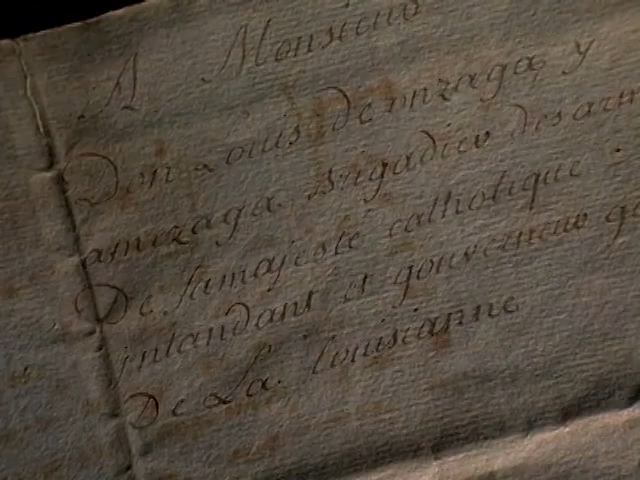 A Monsieur
Don Louis de unzaga y
amezaga Brigadier des arm
De sa majesté catholique
intandant et gouverneur ge
De La louisianne